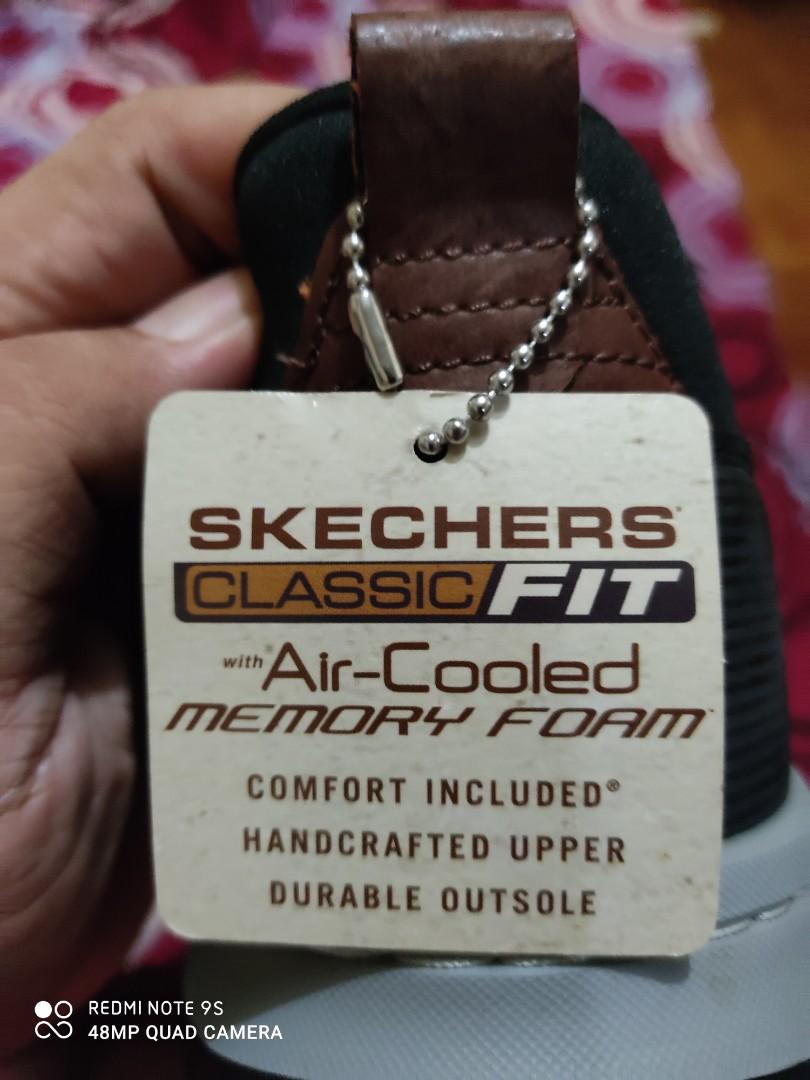 SKECHERS
CLASSIC FIT
with Air-Cooled
MEMORY FOAM™
COMFORT INCLUDED®
HANDCRAFTED UPPER
DURABLE OUTSOLE
REDMI NOTE 9S
48MP QUAD CAMERA